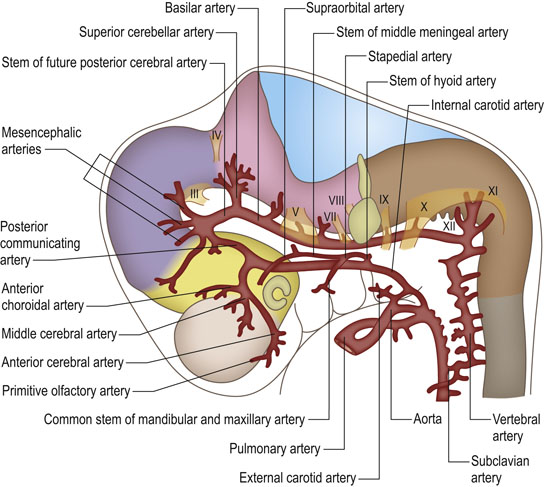 Basilar artery
Supraorbital artery
Superior cerebellar artery
Stem of middle meningeal artery
Stem of future posterior cerebral artery
Stapedial artery
Stem of hyoid artery
Internal carotid artery
Mesencephalic
arteries
IV
III
V
VIII
VII
IX
X
XI
XII
Posterior
communicating
artery
Anterior
choroidal artery
Middle cerebral artery
Anterior cerebral artery
Primitive olfactory artery
Common stem of mandibular and maxillary artery
Aorta
Vertebral
artery
Pulmonary artery
Subclavian
artery
External carotid artery